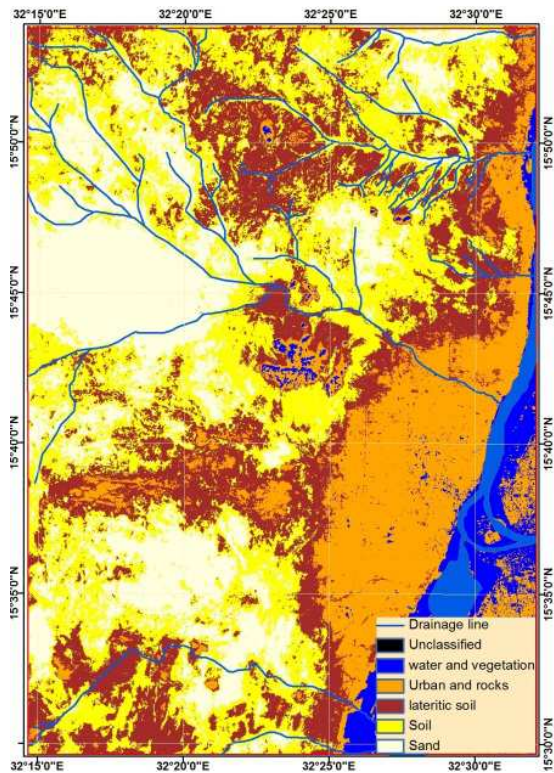 32°15'0"E 32°20'0"E 32°25'0"E 32°30'0"E
15°50'0"N 15°50'0"N
15°45'0"N 15°45'0"N
15°40'0"N 15°40'0"N
15°35'0"N 15°35'0"N
Drainage line
Unclassified
water and vegetation
Urban and rocks
lateritic soil
Soil
Sand
15°30'0"N 15°30'0"N
32°15'0"E 32°20'0"E 32°25'0"E 32°30'0"E